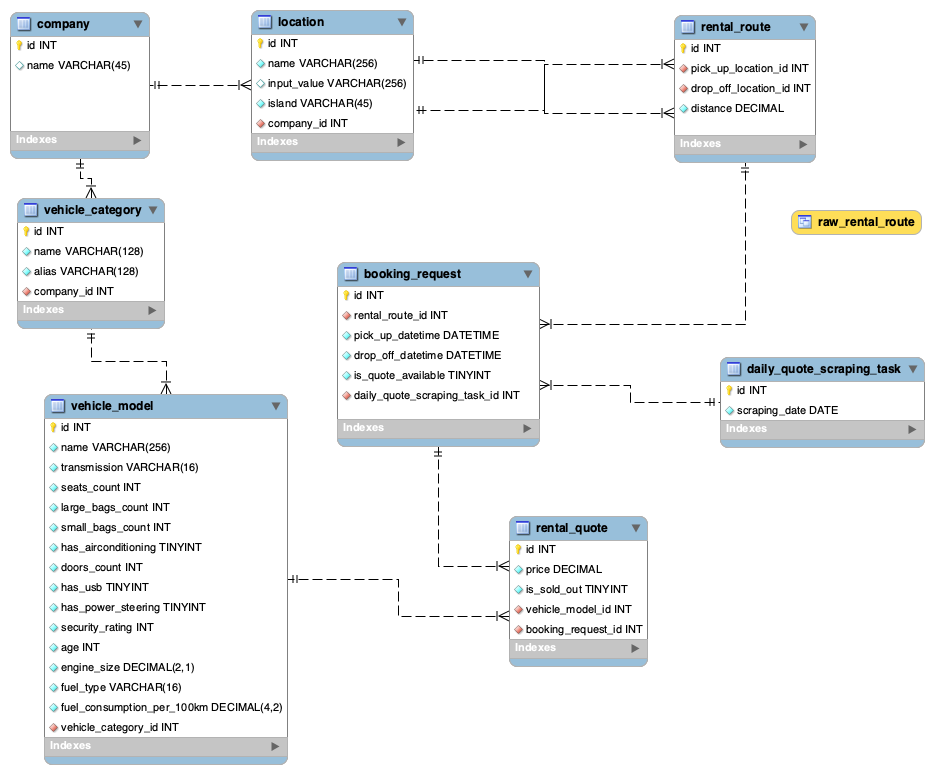 company
id INT
name VARCHAR(45)
Indexes
location
id INT
name VARCHAR(256)
input_value VARCHAR(256)
island VARCHAR(45)
company_id INT
Indexes
rental_route
id INT
pick_up_location_id INT
drop_off_location_id INT
distance DECIMAL
Indexes
vehicle_category
id INT
name VARCHAR(128)
alias VARCHAR(128)
company_id INT
Indexes
raw_rental_route
booking_request
id INT
rental_route_id INT
pick_up_datetime DATETIME
drop_off_datetime DATETIME
is_quote_available TINYINT
daily_quote_scraping_task_id INT
Indexes
daily_quote_scraping_task
id INT
scraping_date DATE
Indexes
vehicle_model
id INT
name VARCHAR(256)
transmission VARCHAR(16)
seats_count INT
large_bags_count INT
small_bags_count INT
has_airconditioning TINYINT
doors_count INT
has_usb TINYINT
has_power_steering TINYINT
security_rating INT
age INT
engine_size DECIMAL(2,1)
fuel_type VARCHAR(16)
fuel_consumption_per_100km DECIMAL(4,2)
vehicle_category_id INT
Indexes
rental_quote
id INT
price DECIMAL
is_sold_out TINYINT
vehicle_model_id INT
booking_request_id INT
Indexes